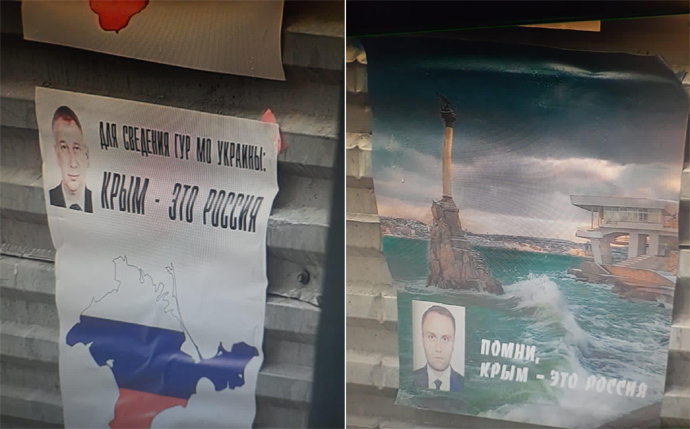 ДЛЯ СВЕДЕНИЯ ГУР МО УКРАИНЫ:
КРЫМ - ЭТО РОССИЯ
ПОМНИ,
КРЫМ - ЭТО РОССИЯ